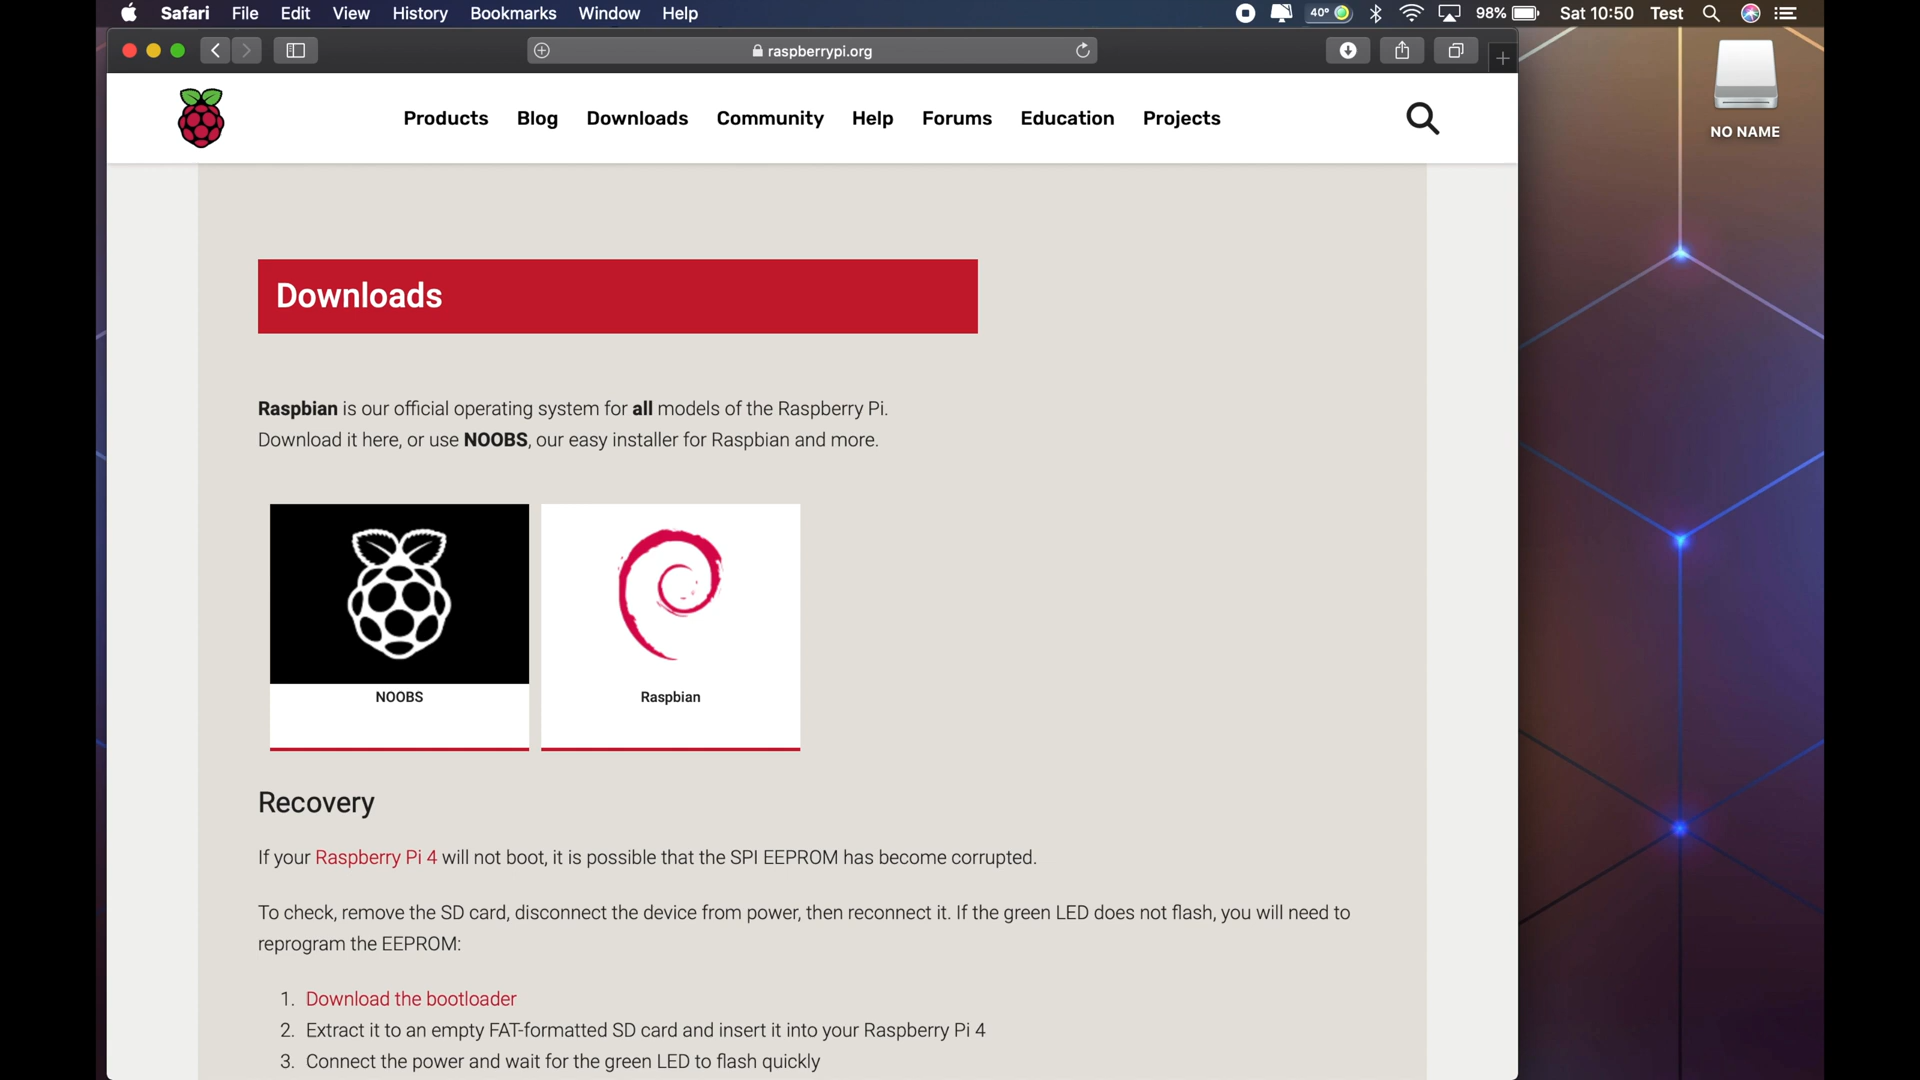 Safari File Edit View History Bookmarks Window Help 40° 98% Sat 10:50 Test
raspberrypi.org
NO NAME
Products Blog Downloads Community Help Forums Education Projects
Downloads
Raspbian is our official operating system for all models of the Raspberry Pi.
Download it here, or use NOOBS, our easy installer for Raspbian and more.
NOOBS
Raspbian
Recovery
If your Raspberry Pi 4 will not boot, it is possible that the SPI EEPROM has become corrupted.
To check, remove the SD card, disconnect the device from power, then reconnect it. If the green LED does not flash, you will need to
reprogram the EEPROM:
1. Download the bootloader
2. Extract it to an empty FAT-formatted SD card and insert it into your Raspberry Pi 4
3. Connect the power and wait for the green LED to flash quickly